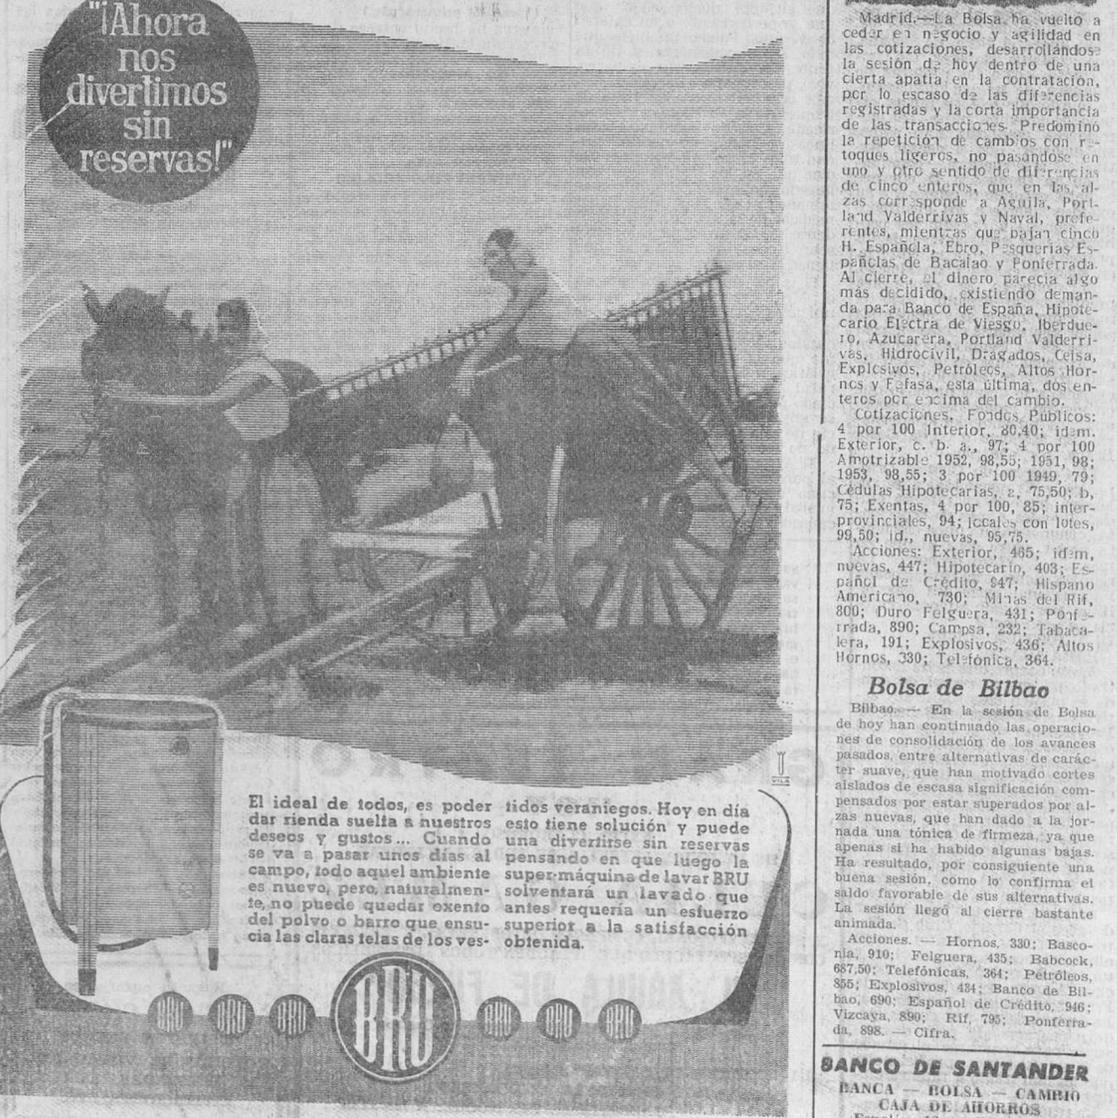 "¡Ahora
nos
divertimos
sin
reservas!"
VILA
El ideal de todos, es poder
dar rienda suelta a nuestros
deseos y gustos... Cuando
se va a pasar unos días al
campo, todo aquel ambiente
es nuevo, pero, naturalmen-
te, no puede quedar exento
del polvo o barro que ensu-
cia las claras telas de los ves-
tidos veraniegos. Hoy en día
esto tiene solución y puede
una divertirse sin reservas
pensando en que luego la
super-máquina de lavar BRU
solventará un lavado que
antes requería un esfuerzo
superior a la satisfacción
obtenida.
BRU BRU BRU BRU BRU BRU BRU
Madrid.—La Bolsa ha vuelto a
ceder en negocio y agilidad en
las cotizaciones, desarrollándose
la sesión de hoy dentro de una
cierta apatía en la contratación,
por lo escaso de las diferencias
registradas y la corta importancia
de las transacciones. Predominó
la repetición de cambios con re-
toques ligeros, no pasándose en
uno y otro sentido de diferencias
de cinco enteros, que en las al-
zas corresponde a Aguila, Port-
land Valderrivas y Naval, prefe-
rentes, mientras que bajan cinco
H. Española, Ebro, Pesquerías Es-
pañolas de Bacalao y Ponferrada.
Al cierre, el dinero parecía algo
más decidido, existiendo deman-
da para Banco de España, Hipote-
cario Electra de Viesgo, Iberdue-
ro, Azucarera, Portland Valderri-
vas, Hidrocivil, Dragados, Ceisa,
Explosivos, Petróleos, Altos Hor-
nos y Fefasa, esta última, dos en-
teros por encima del cambio.
Cotizaciones, Fondos Públicos:
4 por 100 Interior, 80,40; idem.
Exterior, c. b. a., 97; 4 por 100
Amotrizable 1952, 98,55; 1951, 98;
1953, 98,55; 3 por 100 1949, 79;
Cédulas Hipotecarias, a, 75,50; b,
75; Exentas, 4 por 100, 85; inter-
provinciales, 94; locales con lotes,
99,50; id., nuevas, 95,75.
Acciones: Exterior, 465; idem,
nuevas, 447; Hipotecario, 403; Es-
pañol de Crédito, 947; Hispano
Americano, 730; Minas del Rif,
800; Duro Felguera, 431; Ponfe-
rrada, 890; Campsa, 232; Tabaca-
lera, 191; Explosivos, 436; Altos
Hornos, 330; Telefónica, 364.
Bolsa de Bilbao
Bilbao. — En la sesión de Bolsa
de hoy han continuado las operacio-
nes de consolidación de los avances
pasados, entre alternativas de carác-
ter suave, que han motivado cortes
aislados de escasa significación com-
pensados por estar superados por al-
zas nuevas, que han dado a la jor-
nada una tónica de firmeza, ya que
apenas si ha habido algunas bajas.
Ha resultado, por consiguiente una
buena sesión, como lo confirma el
saldo favorable de sus alternativas.
La sesión llegó al cierre bastante
animada.
Acciones. — Hornos, 330; Basco-
nia, 910; Felguera, 435; Babcock,
687,50; Telefónicas, 364; Petróleos,
855; Explosivos, 434; Banco de Bil-
bao, 690; Español de Crédito, 946;
Vizcaya, 890; Rif, 795; Ponferra-
da, 898. — Cifra.
BANCO DE SANTANDER
BANCA — BOLSA — CAMBIO
CAJA DE AHORROS